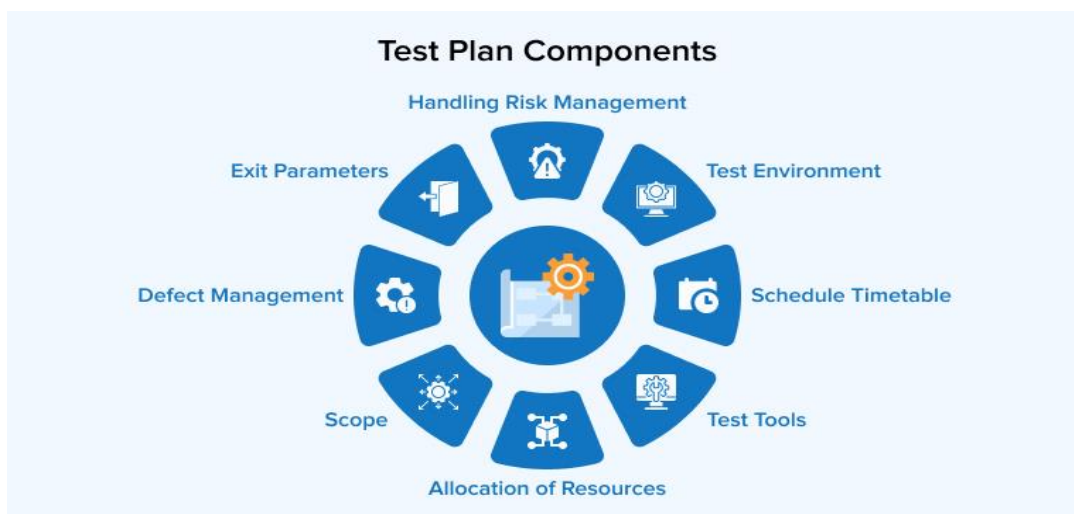 Test Plan Components
Handling Risk Management
Exit Parameters
Test Environment
Defect Management
Schedule Timetable
Scope
Test Tools
Allocation of Resources